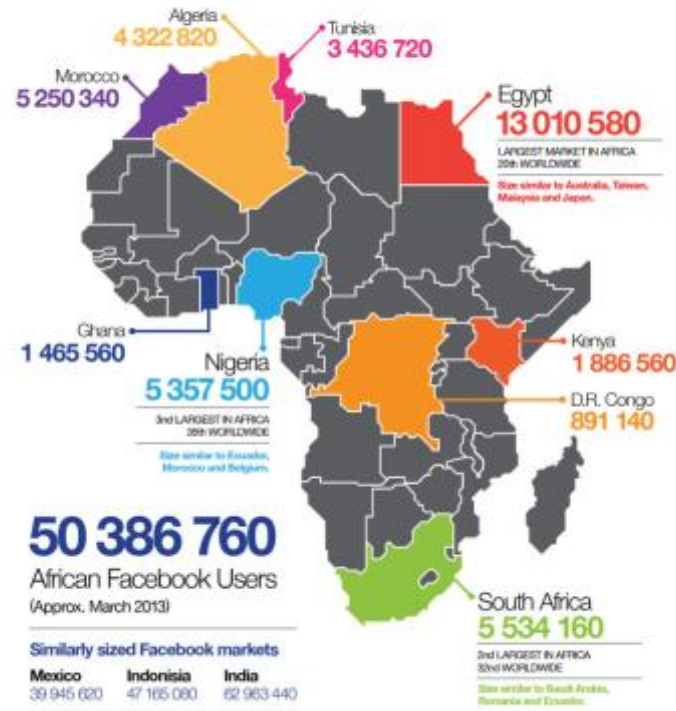 Algeria
4 322 820
Tunisia
3 436 720
Morocco
5 250 340
Egypt
13 010 580
LARGEST MARKET IN AFRICA
20th WORLDWIDE
Size similar to Australia, Taiwan,
Malaysia and Japan.
Ghana
1 465 560
Nigeria
5 357 500
3nd LARGEST IN AFRICA
35th WORLDWIDE
Size similar to Ecuador,
Morocco and Belgium.
Kenya
1 886 560
D.R. Congo
891 140
50 386 760
African Facebook Users
(Approx. March 2013)
Similarly sized Facebook markets
Mexico Indonisia India
39 945 620 47 165 080 62 963 440
South Africa
5 534 160
2nd LARGEST IN AFRICA
32nd WORLDWIDE
Size similar to Saudi Arabia,
Romania and Ecuador.